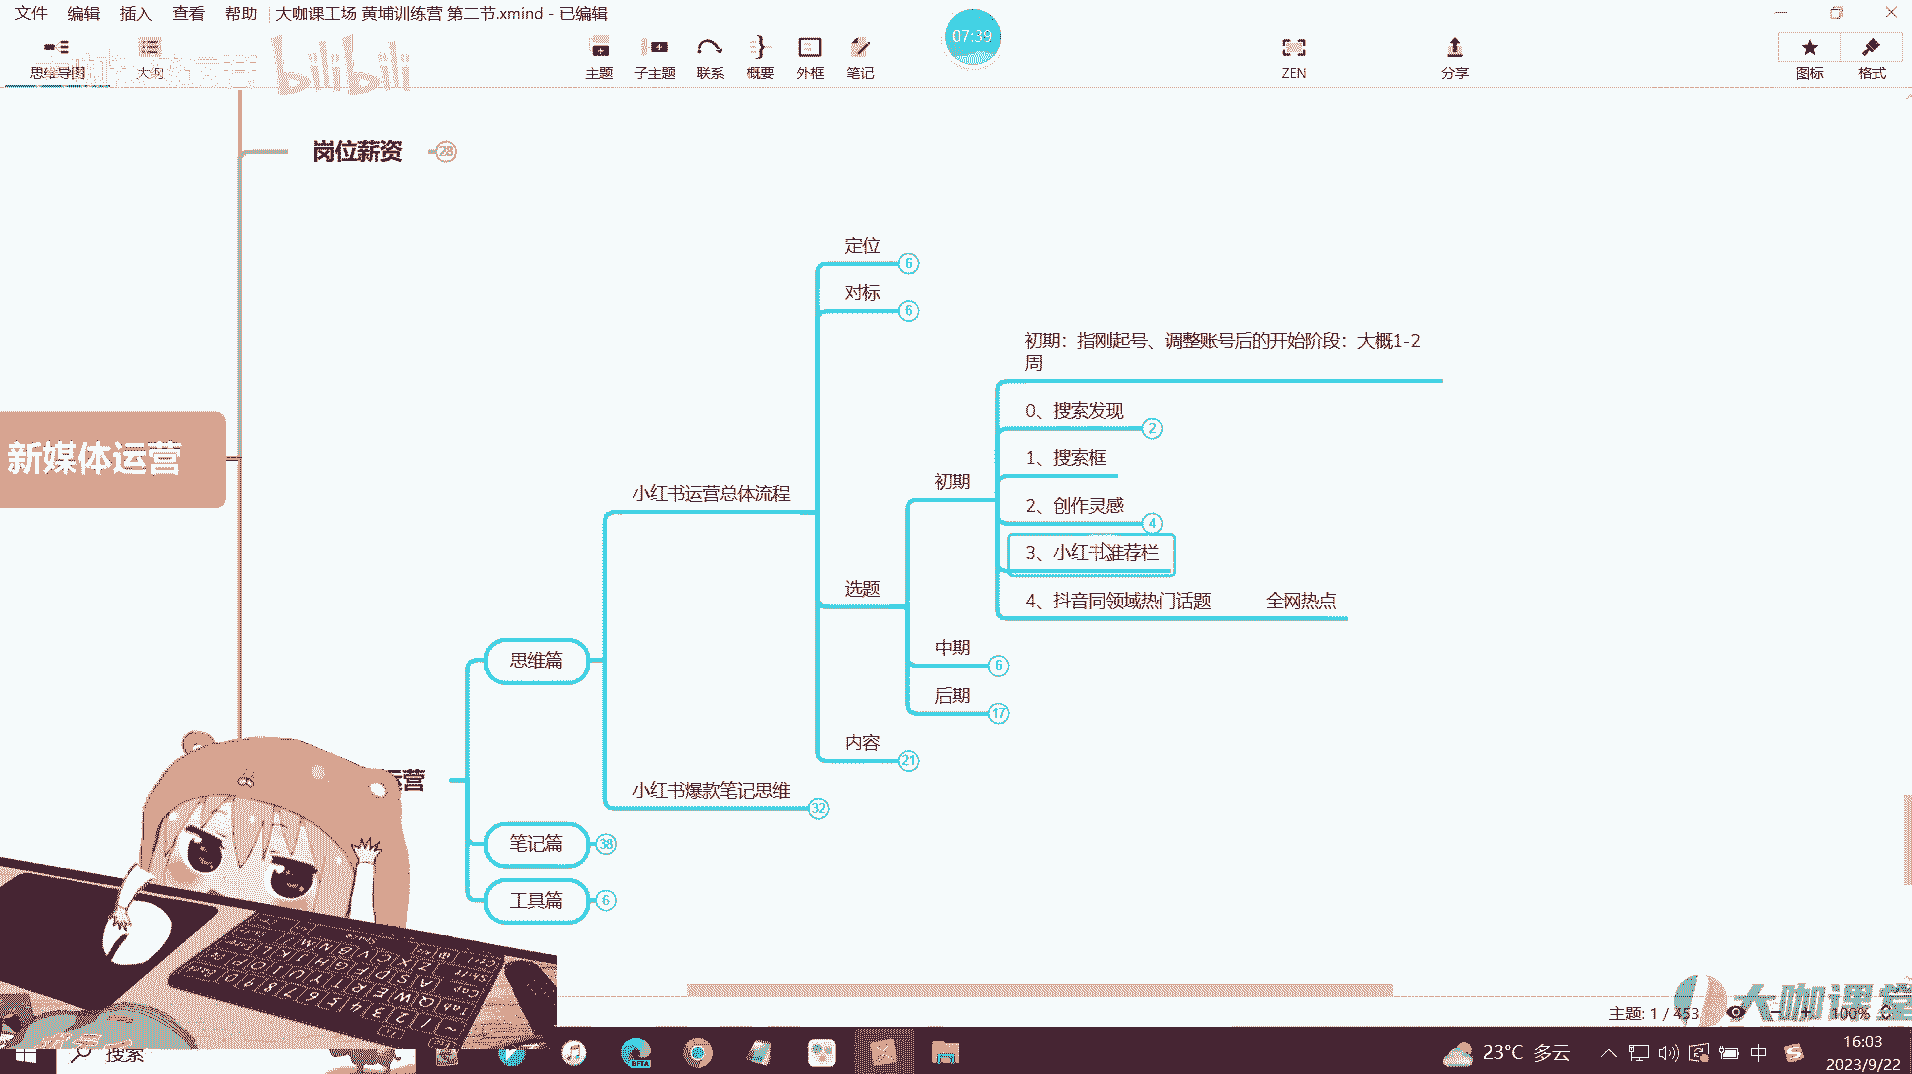 文件 编辑 插入 查看 帮助 大咖课工场 黄埔训练营 第二节.xmind - 已编辑
思维导图 大纲 主题 子主题 联系 概要 外框 笔记 07:39 ZEN 分享 图标 格式
bilibili
岗位薪资 28
定位 6
对标 6
初期：指刚起号、调整账号后的开始阶段：大概1-2
周
0、搜索发现 2
1、搜索框
新媒体运营
初期
小红书运营总体流程
2、创作灵感 4
3、小红书推荐栏
选题
4、抖音同领域热门话题 全网热点
中期 6
思维篇
后期 17
内容 21
运营
小红书爆款笔记思维 32
笔记篇 38
工具篇 6
大咖课堂
主题: 1 / 453 100%
搜索 BETA 23°C 多云 中 16:03
2023/9/22